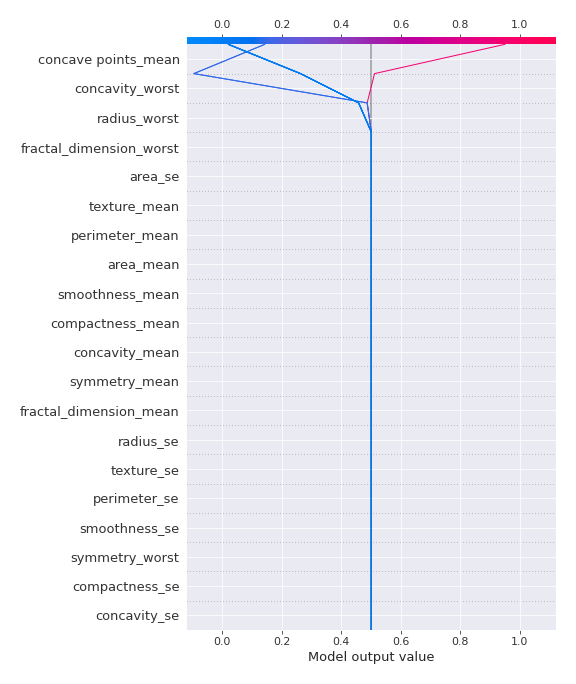 0.0 0.2 0.4 0.6 0.8 1.0
concave points_mean
concavity_worst
radius_worst
fractal_dimension_worst
area_se
texture_mean
perimeter_mean
area_mean
smoothness_mean
compactness_mean
concavity_mean
symmetry_mean
fractal_dimension_mean
radius_se
texture_se
perimeter_se
smoothness_se
symmetry_worst
compactness_se
concavity_se
0.0 0.2 0.4 0.6 0.8 1.0
Model output value